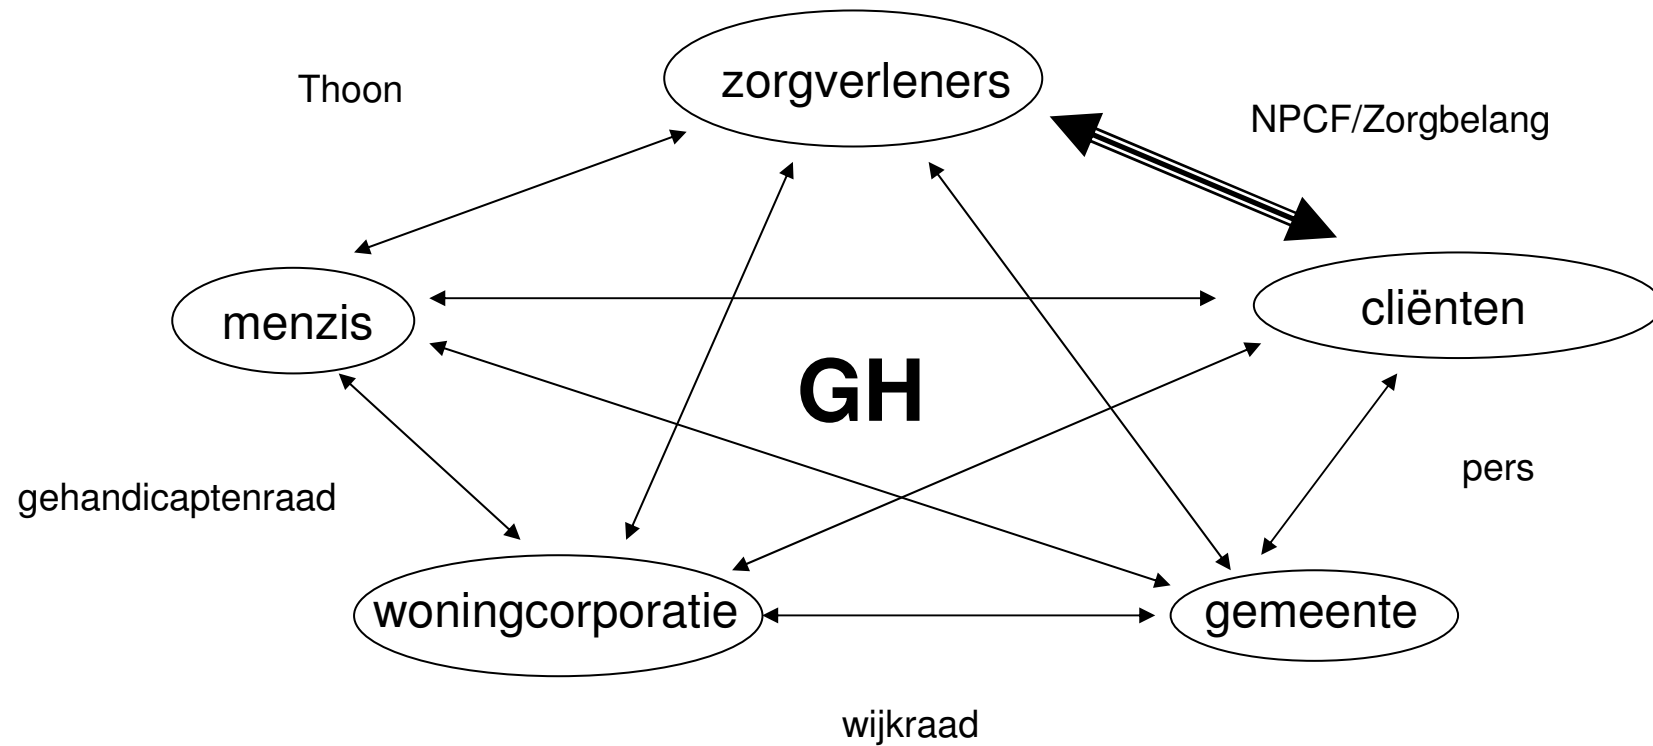 zorgverleners
Thoon
NPCF/Zorgbelang
menzis
cliënten
GH
pers
gehandicaptenraad
woningcorporatie
gemeente
wijkraad